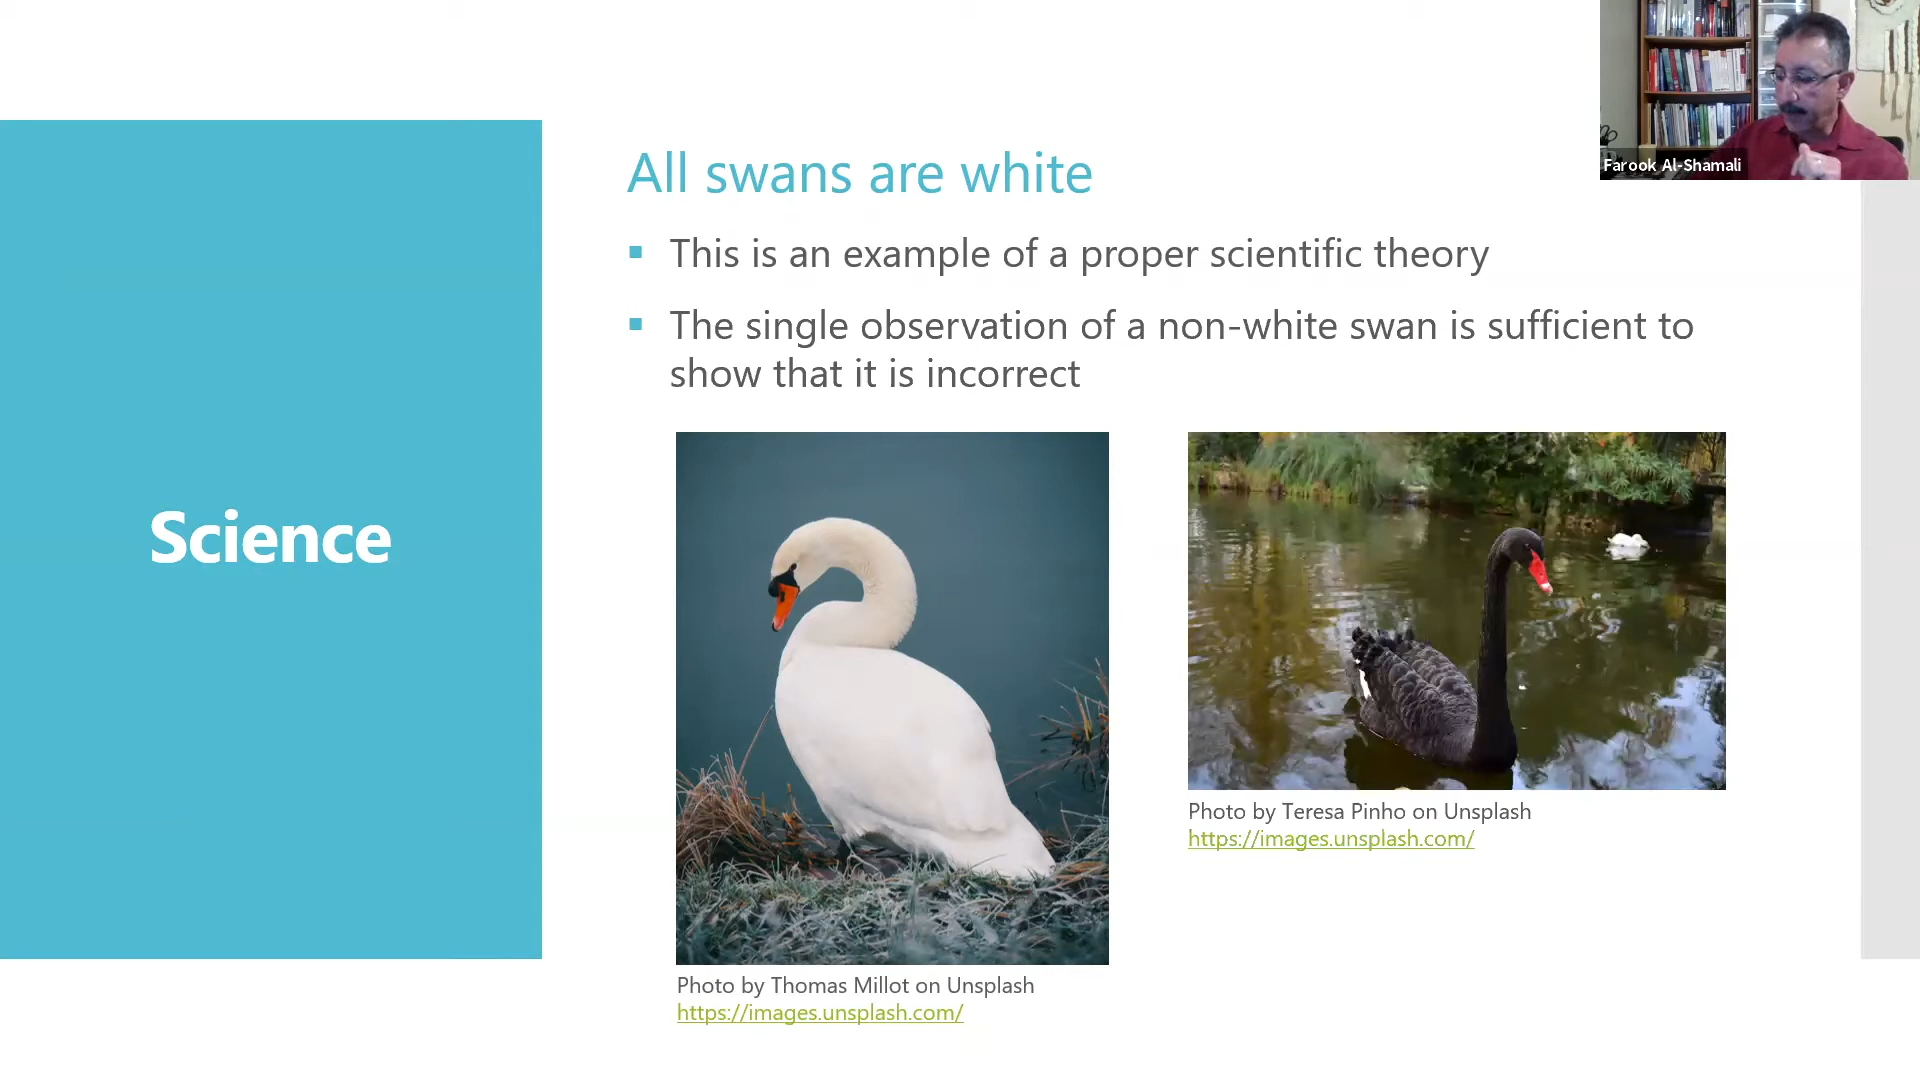 Farook Al-Shamali
Science
All swans are white
This is an example of a proper scientific theory
The single observation of a non-white swan is sufficient to
show that it is incorrect
Photo by Thomas Millot on Unsplash
https://images.unsplash.com/
Photo by Teresa Pinho on Unsplash
https://images.unsplash.com/